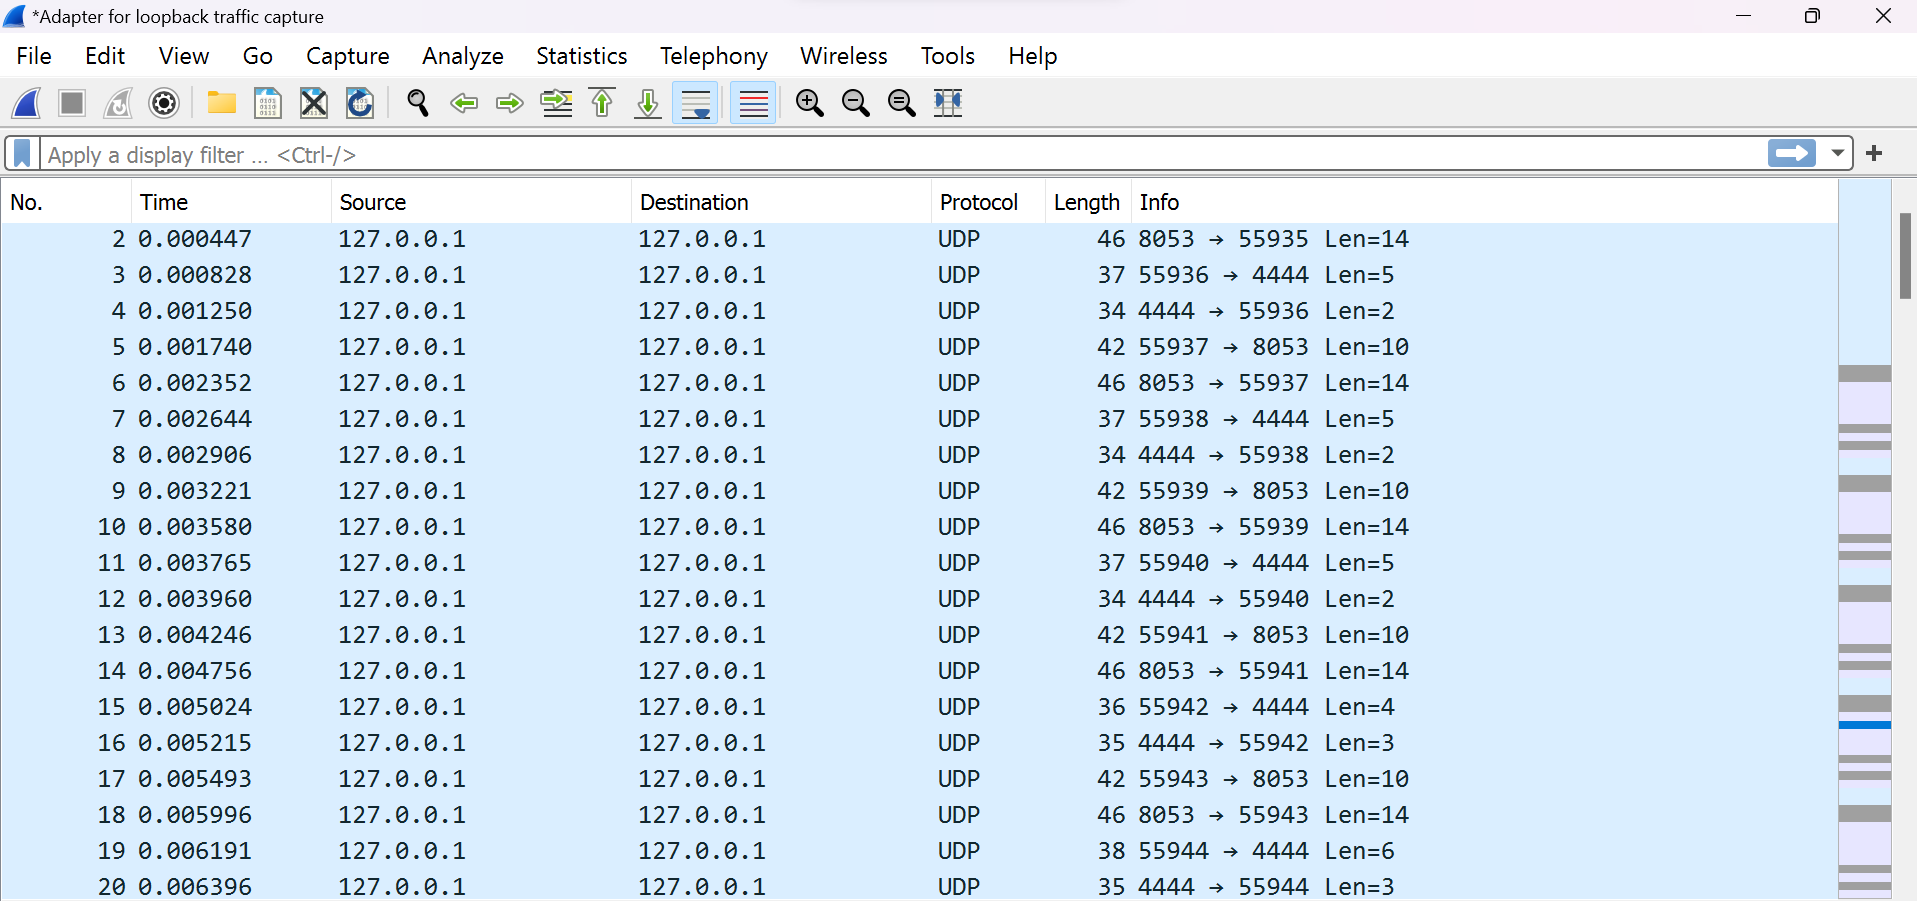 *Adapter for loopback traffic capture
File Edit View Go Capture Analyze Statistics Telephony Wireless Tools Help
Apply a display filter ... <Ctrl-/>
No. Time Source Destination Protocol Length Info
2 0.000447 127.0.0.1 127.0.0.1 UDP 46 8053 → 55935 Len=14
3 0.000828 127.0.0.1 127.0.0.1 UDP 37 55936 → 4444 Len=5
4 0.001250 127.0.0.1 127.0.0.1 UDP 34 4444 → 55936 Len=2
5 0.001740 127.0.0.1 127.0.0.1 UDP 42 55937 → 8053 Len=10
6 0.002352 127.0.0.1 127.0.0.1 UDP 46 8053 → 55937 Len=14
7 0.002644 127.0.0.1 127.0.0.1 UDP 37 55938 → 4444 Len=5
8 0.002906 127.0.0.1 127.0.0.1 UDP 34 4444 → 55938 Len=2
9 0.003221 127.0.0.1 127.0.0.1 UDP 42 55939 → 8053 Len=10
10 0.003580 127.0.0.1 127.0.0.1 UDP 46 8053 → 55939 Len=14
11 0.003765 127.0.0.1 127.0.0.1 UDP 37 55940 → 4444 Len=5
12 0.003960 127.0.0.1 127.0.0.1 UDP 34 4444 → 55940 Len=2
13 0.004246 127.0.0.1 127.0.0.1 UDP 42 55941 → 8053 Len=10
14 0.004756 127.0.0.1 127.0.0.1 UDP 46 8053 → 55941 Len=14
15 0.005024 127.0.0.1 127.0.0.1 UDP 36 55942 → 4444 Len=4
16 0.005215 127.0.0.1 127.0.0.1 UDP 35 4444 → 55942 Len=3
17 0.005493 127.0.0.1 127.0.0.1 UDP 42 55943 → 8053 Len=10
18 0.005996 127.0.0.1 127.0.0.1 UDP 46 8053 → 55943 Len=14
19 0.006191 127.0.0.1 127.0.0.1 UDP 38 55944 → 4444 Len=6
20 0.006396 127.0.0.1 127.0.0.1 UDP 35 4444 → 55944 Len=3